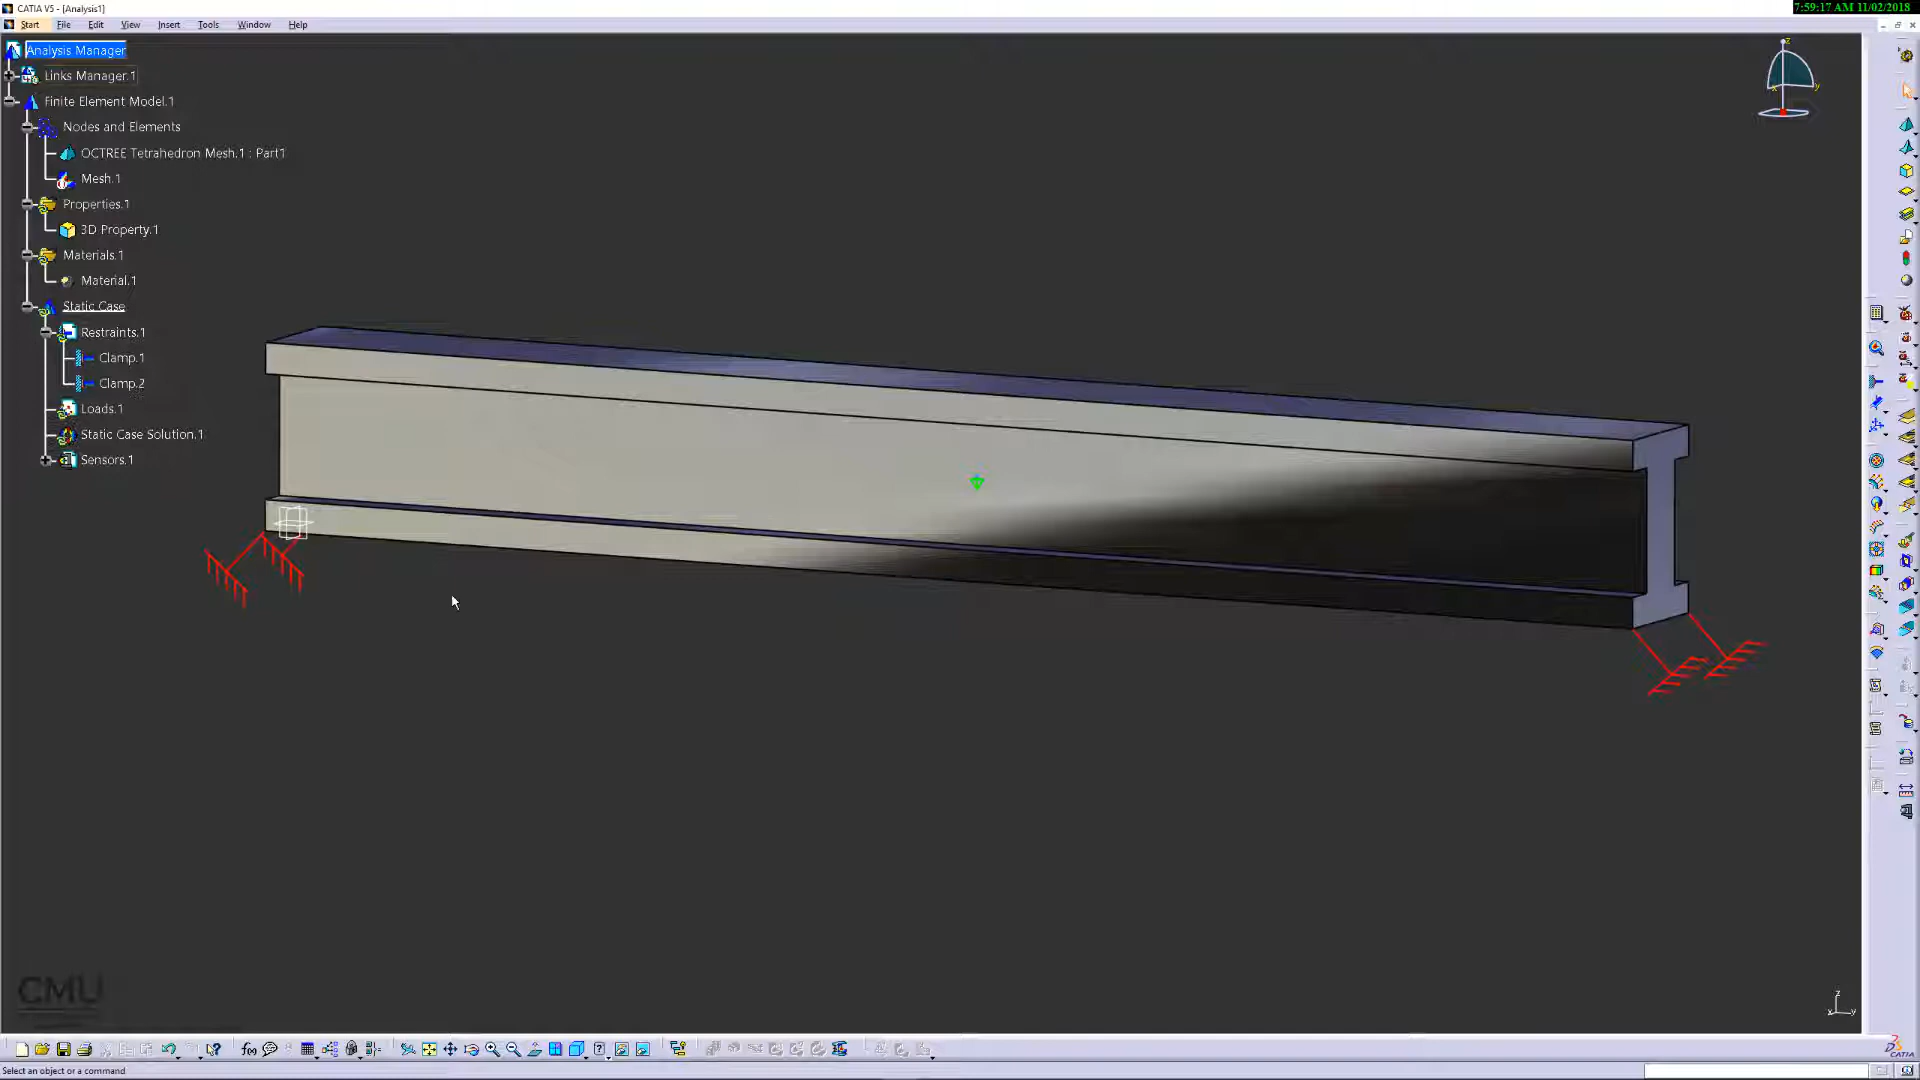 CATIA V5 - [Analysis1]
7:59:17 AM 11/02/2018
Start File Edit View Insert Tools Window Help
Analysis Manager
Links Manager.1
Finite Element Model.1
Nodes and Elements
OCTREE Tetrahedron Mesh.1 : Part1
Mesh.1
Properties.1
3D Property.1
Materials.1
Material.1
Static Case
Restraints.1
Clamp.1
Clamp.2
Loads.1
Static Case Solution.1
Sensors.1
z
x y
CMU
z
x y
f(x)
CATIA
Select an object or a command